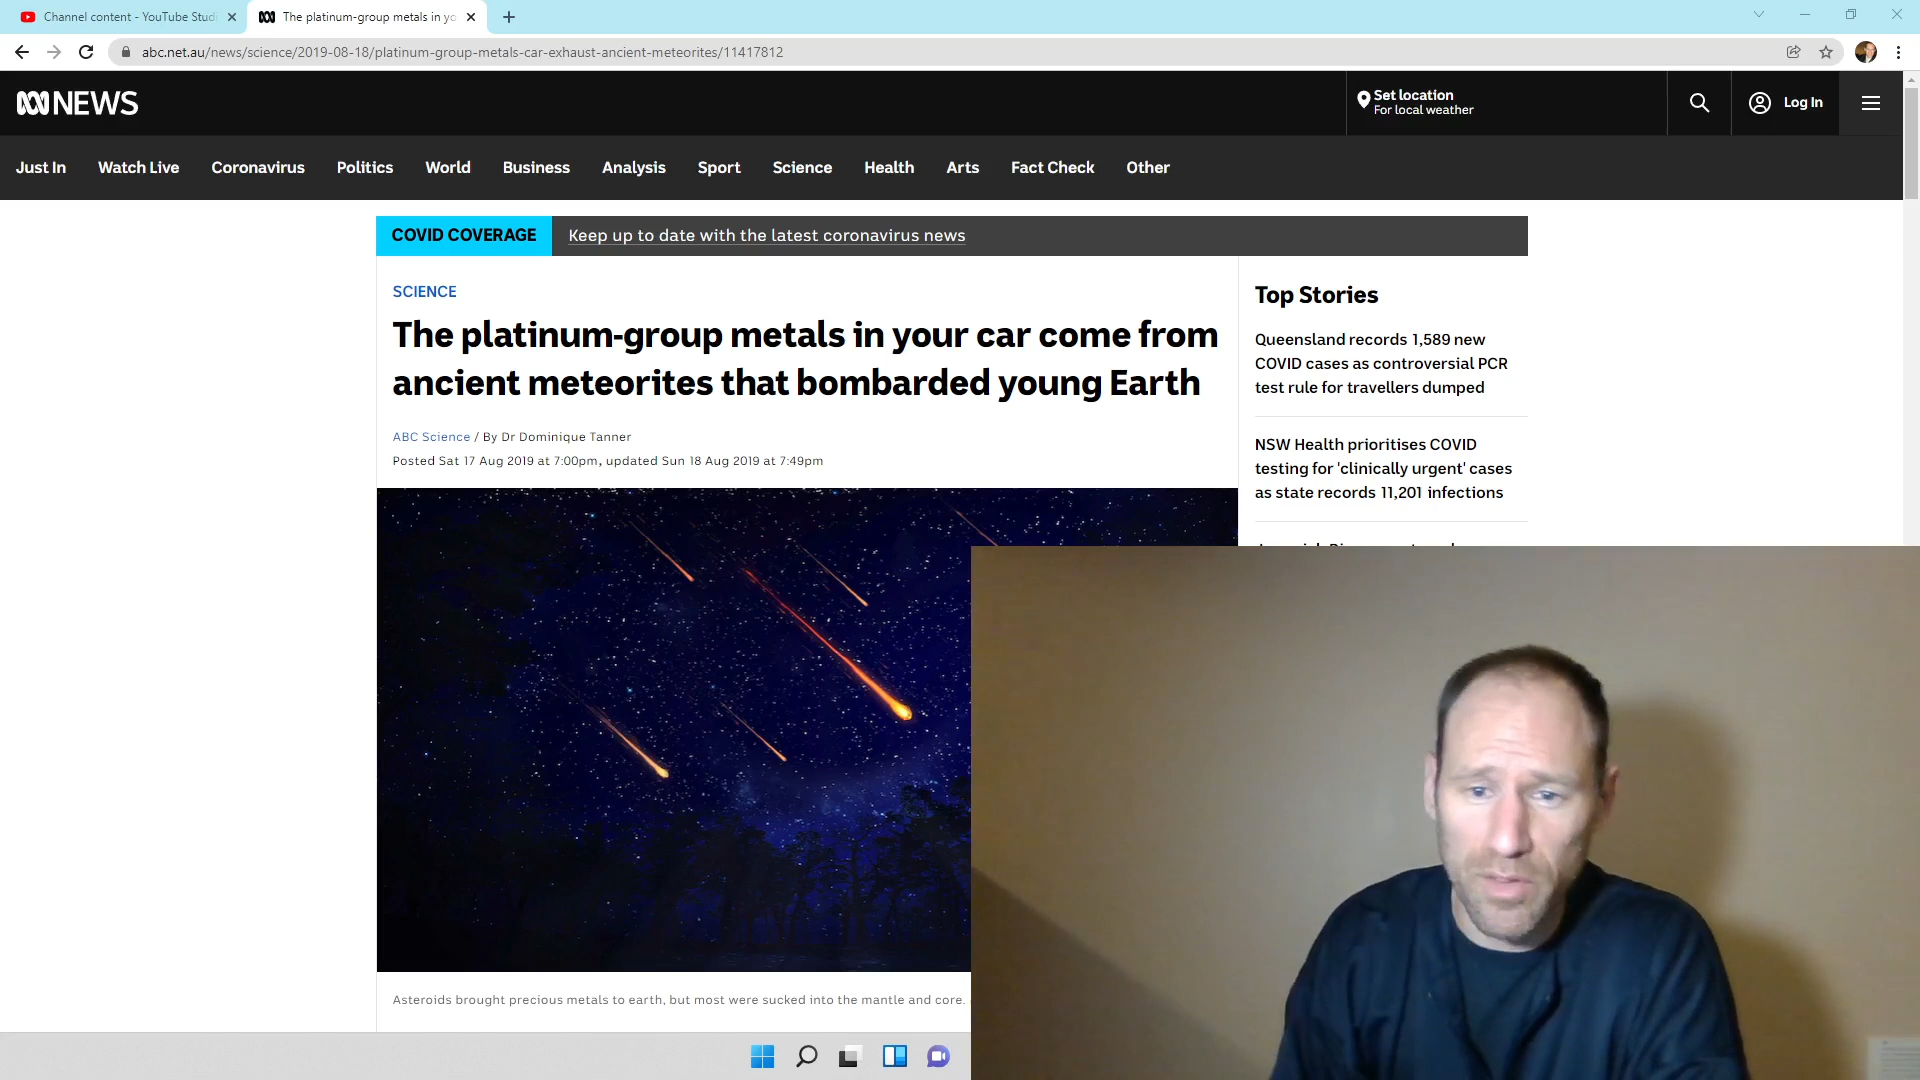 Channel content - YouTube Studi
The platinum-group metals in yo
abc.net.au/news/science/2019-08-18/platinum-group-metals-car-exhaust-ancient-meteorites/11417812
NEWS
Set location
For local weather
Log In
Just In Watch Live Coronavirus Politics World Business Analysis Sport Science Health Arts Fact Check Other
COVID COVERAGE Keep up to date with the latest coronavirus news
SCIENCE
The platinum-group metals in your car come from
ancient meteorites that bombarded young Earth
ABC Science / By Dr Dominique Tanner
Posted Sat 17 Aug 2019 at 7:00pm, updated Sun 18 Aug 2019 at 7:49pm
Asteroids brought precious metals to earth, but most were sucked into the mantle and core.
Top Stories
Queensland records 1,589 new
COVID cases as controversial PCR
test rule for travellers dumped
NSW Health prioritises COVID
testing for 'clinically urgent' cases
as state records 11,201 infections